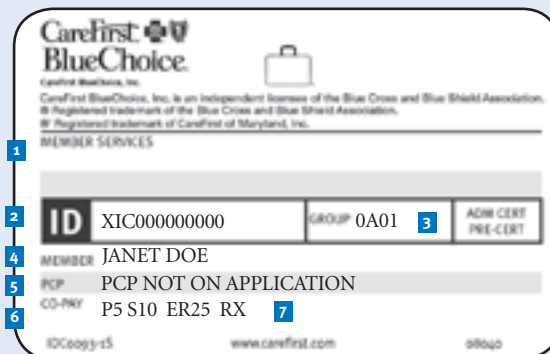 CareFirst
BlueChoice.
CareFirst BlueChoice, Inc.
CareFirst BlueChoice, Inc. is an independent licensee of the Blue Cross and Blue Shield Association.
® Registered trademark of the Blue Cross and Blue Shield Association.
®' Registered trademark of CareFirst of Maryland, Inc.
1 MEMBER SERVICES
2 ID XIC000000000 GROUP 0A01 3 ADM CERT
PRE-CERT
4 MEMBER JANET DOE
5 PCP PCP NOT ON APPLICATION
6 CO-PAY P5 S10 ER25 RX 7
IDC0093-1S www.carefirst.com 08040